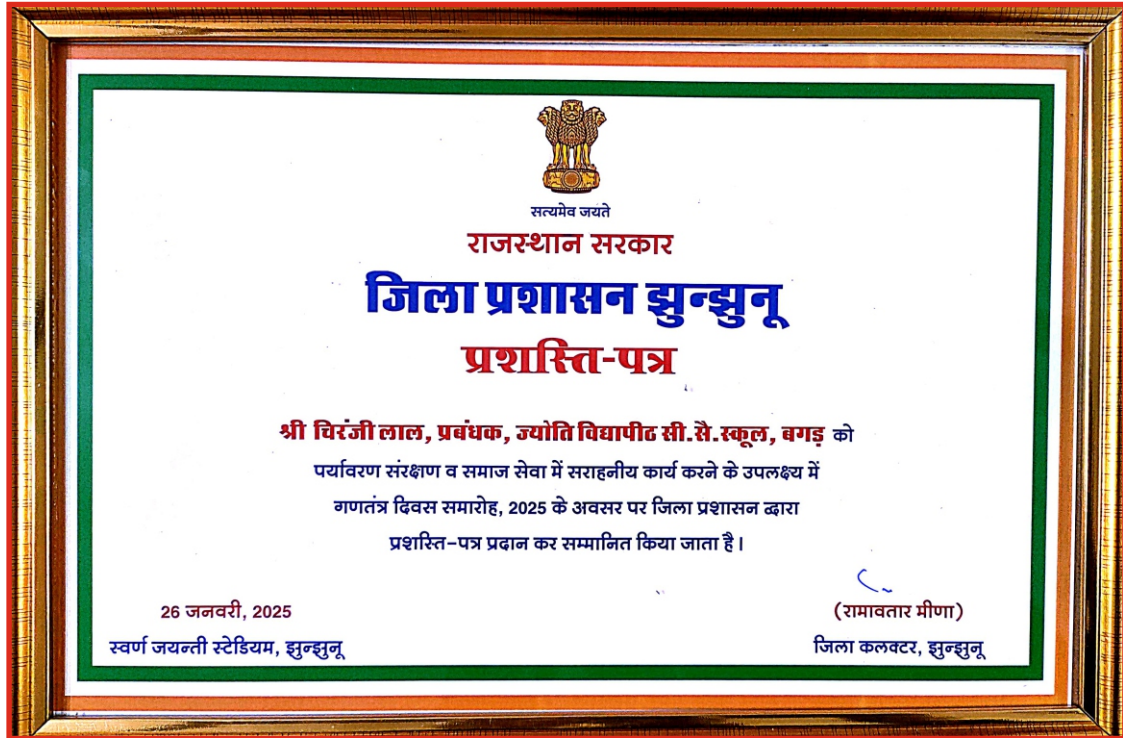 सत्यमेव जयते
राजस्थान सरकार
जिला प्रशासन झुन्झुनू
प्रशस्ति-पत्र
श्री चिरंजी लाल, प्रबंधक, ज्योति विद्यापीठ सी.सै.स्कूल, बगड़ को
पर्यावरण संरक्षण व समाज सेवा में सराहनीय कार्य करने के उपलक्ष्य में
गणतंत्र दिवस समारोह, 2025 के अवसर पर जिला प्रशासन द्वारा
प्रशस्ति-पत्र प्रदान कर सम्मानित किया जाता है।
26 जनवरी, 2025
स्वर्ण जयन्ती स्टेडियम, झुन्झुनू
(रामावतार मीणा)
जिला कलक्टर, झुन्झुनू